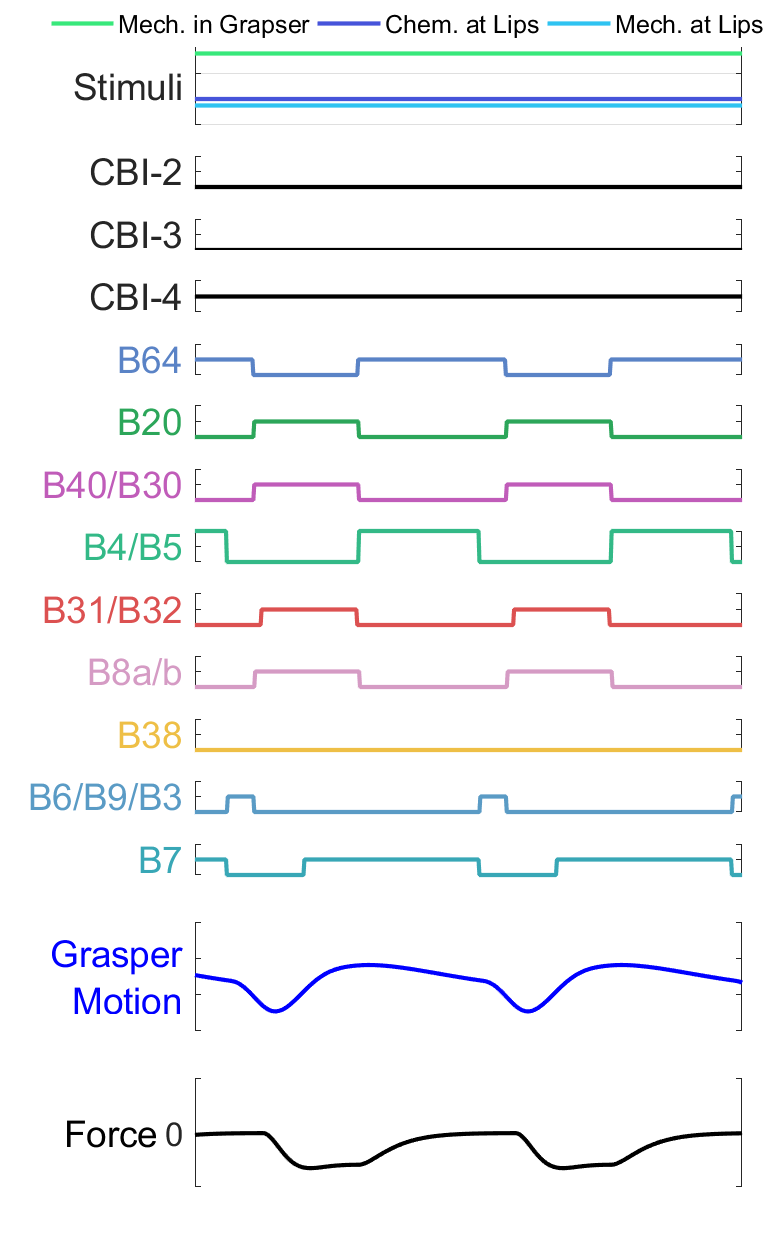 Mech. in Grapser Chem. at Lips Mech. at Lips
Stimuli
CBI-2
CBI-3
CBI-4
B64
B20
B40/B30
B4/B5
B31/B32
B8a/b
B38
B6/B9/B3
B7
Grasper
Motion
Force 0